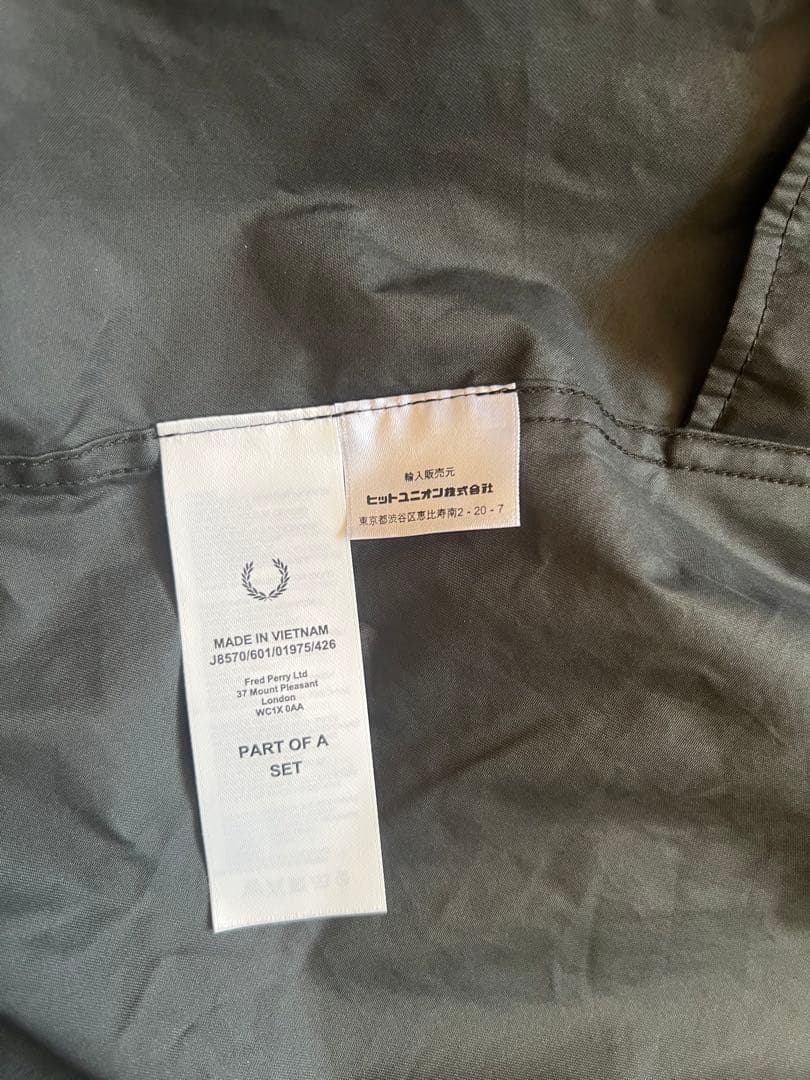 輸入販売元
ヒットユニオン株式会社
東京都渋谷区恵比寿南2-20-7
MADE IN VIETNAM
J8570/601/01975/426
Fred Perry Ltd
37 Mount Pleasant
London
WC1X 0AA
PART OF A
SET